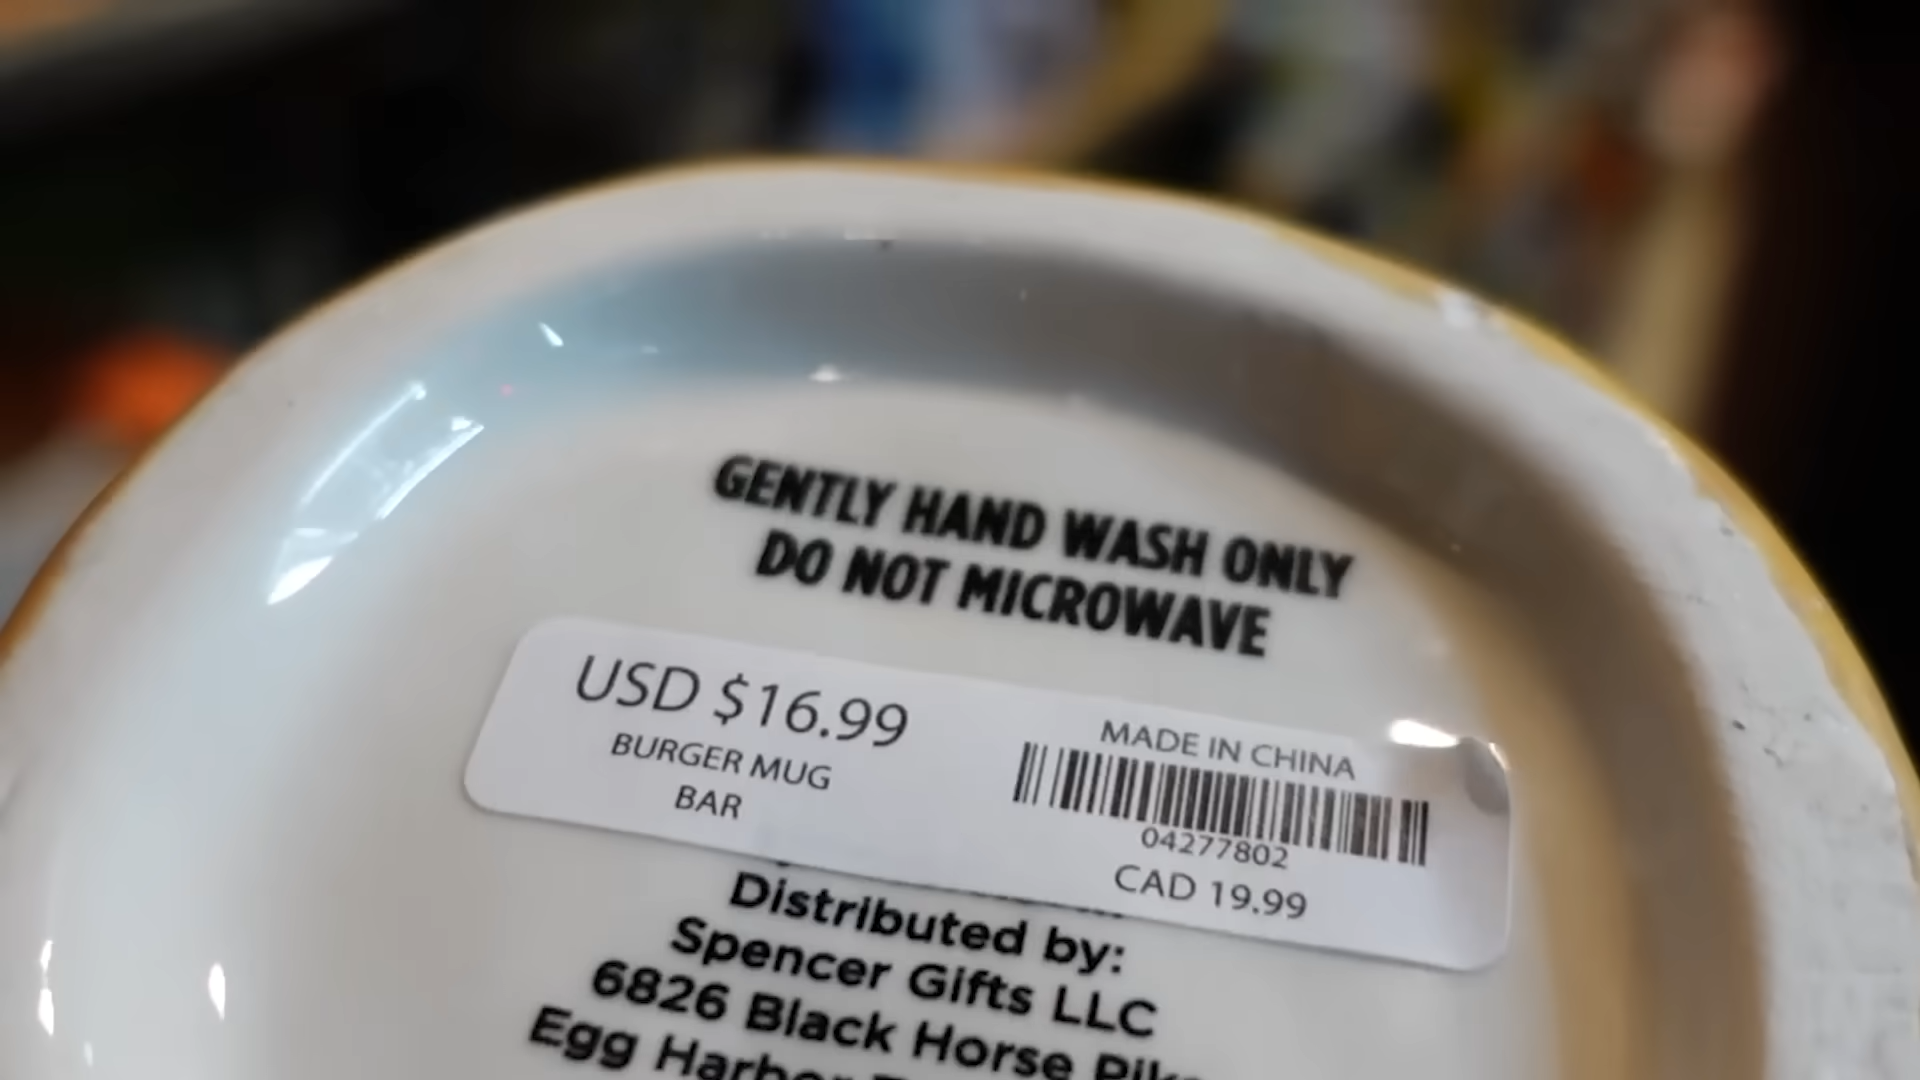 GENTLY HAND WASH ONLY
DO NOT MICROWAVE
USD $16.99
BURGER MUG
BAR
MADE IN CHINA
04277802
CAD 19.99
Distributed by:
Spencer Gifts LLC
6826 Black Horse
Egg Harbor